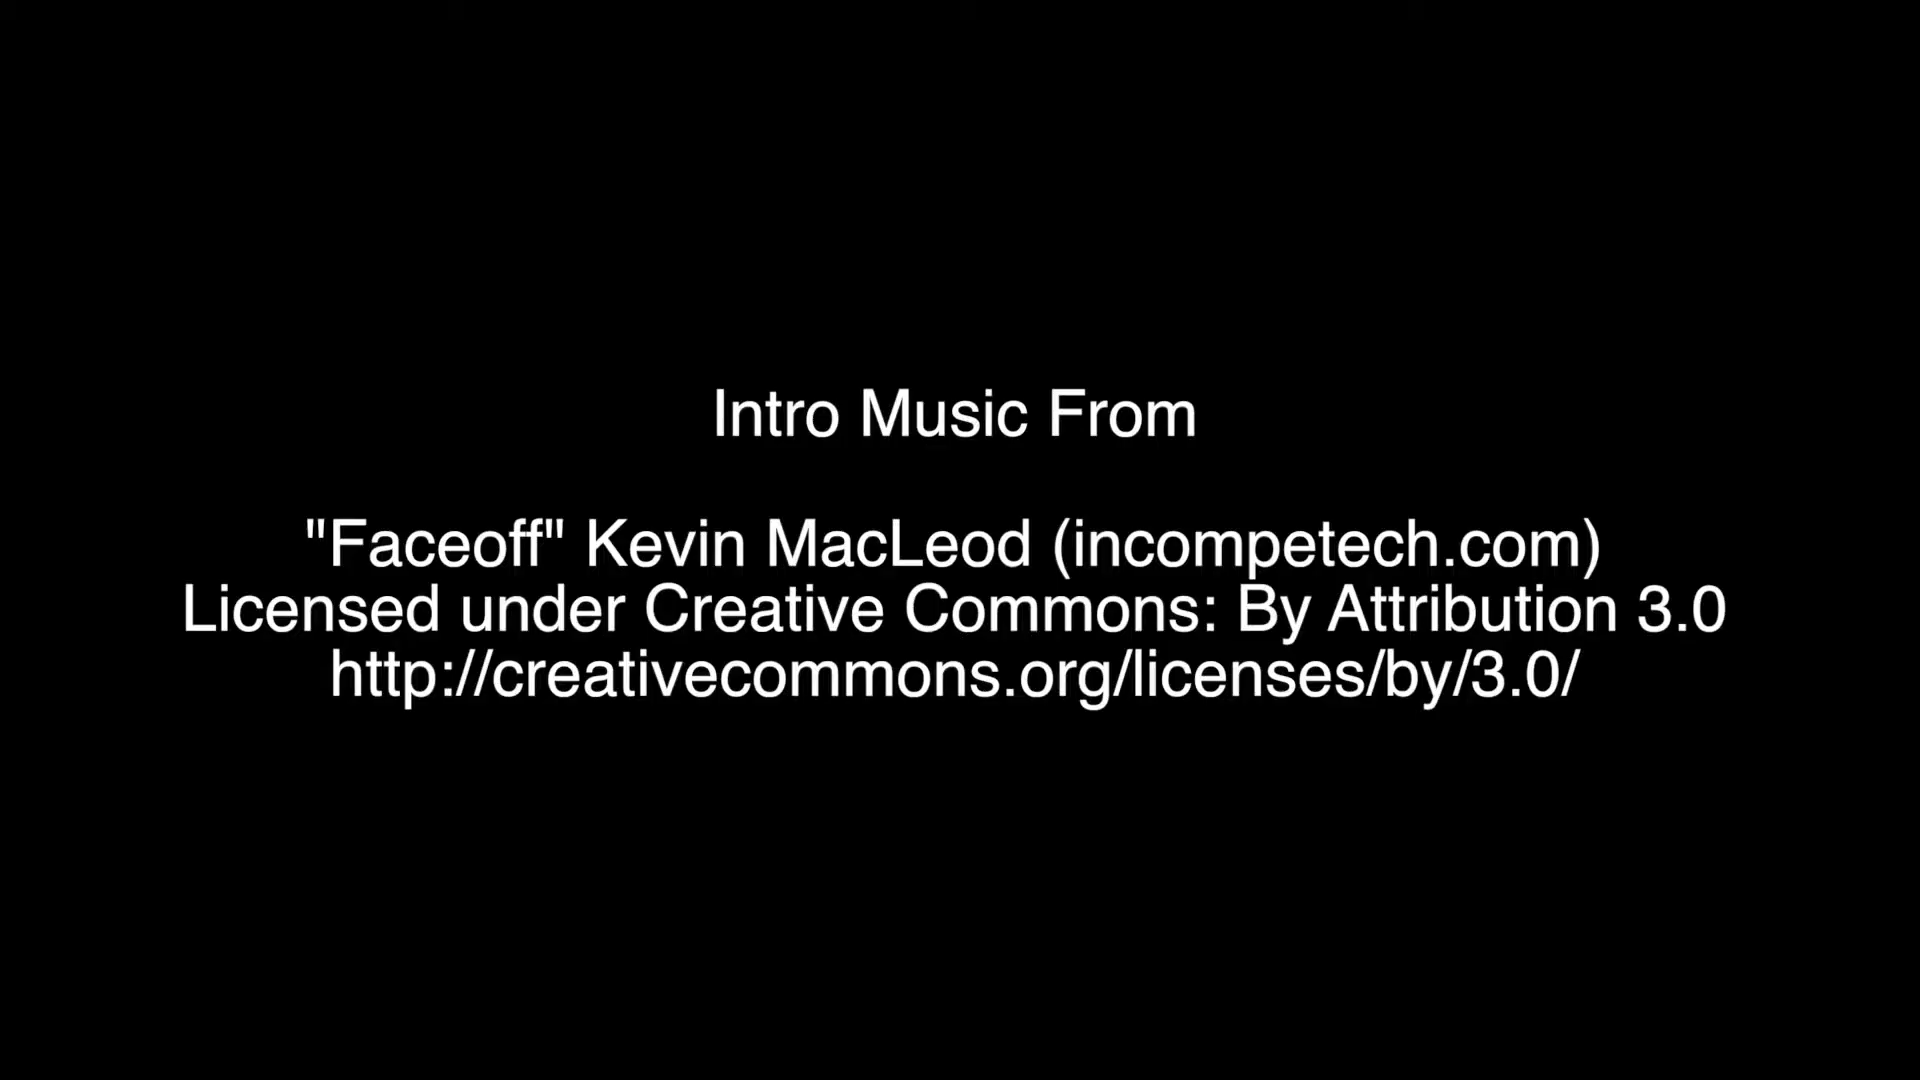 Intro Music From
"Faceoff" Kevin MacLeod (incompetech.com)
Licensed under Creative Commons: By Attribution 3.0
http://creativecommons.org/licenses/by/3.0/